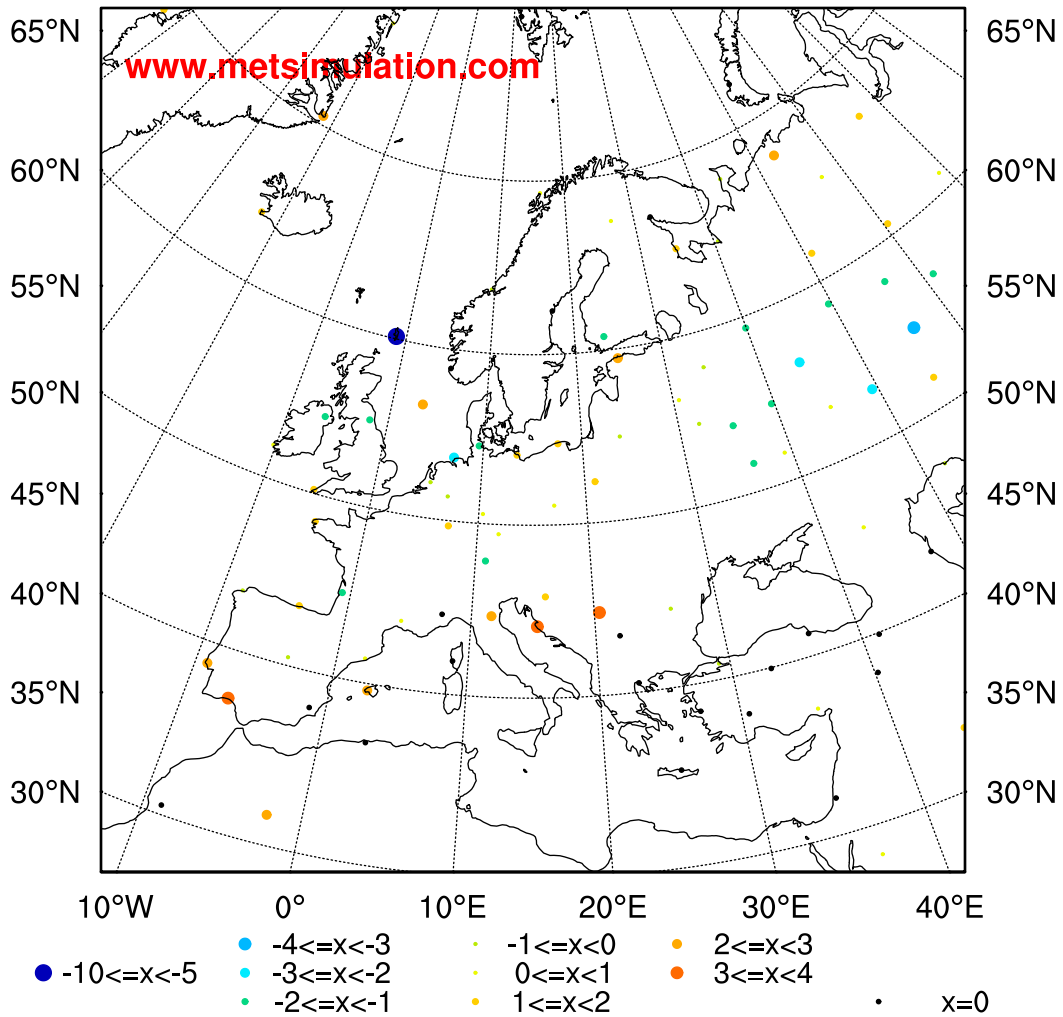 65°N 65°N
www.metsimulation.com
60°N 60°N
55°N 55°N
50°N 50°N
45°N 45°N
40°N 40°N
35°N 35°N
30°N 30°N
10°W 0° 10°E 20°E 30°E 40°E
-4<=x<-3 -1<=x<0 2<=x<3
-10<=x<-5 -3<=x<-2 0<=x<1 3<=x<4
-2<=x<-1 1<=x<2 x=0